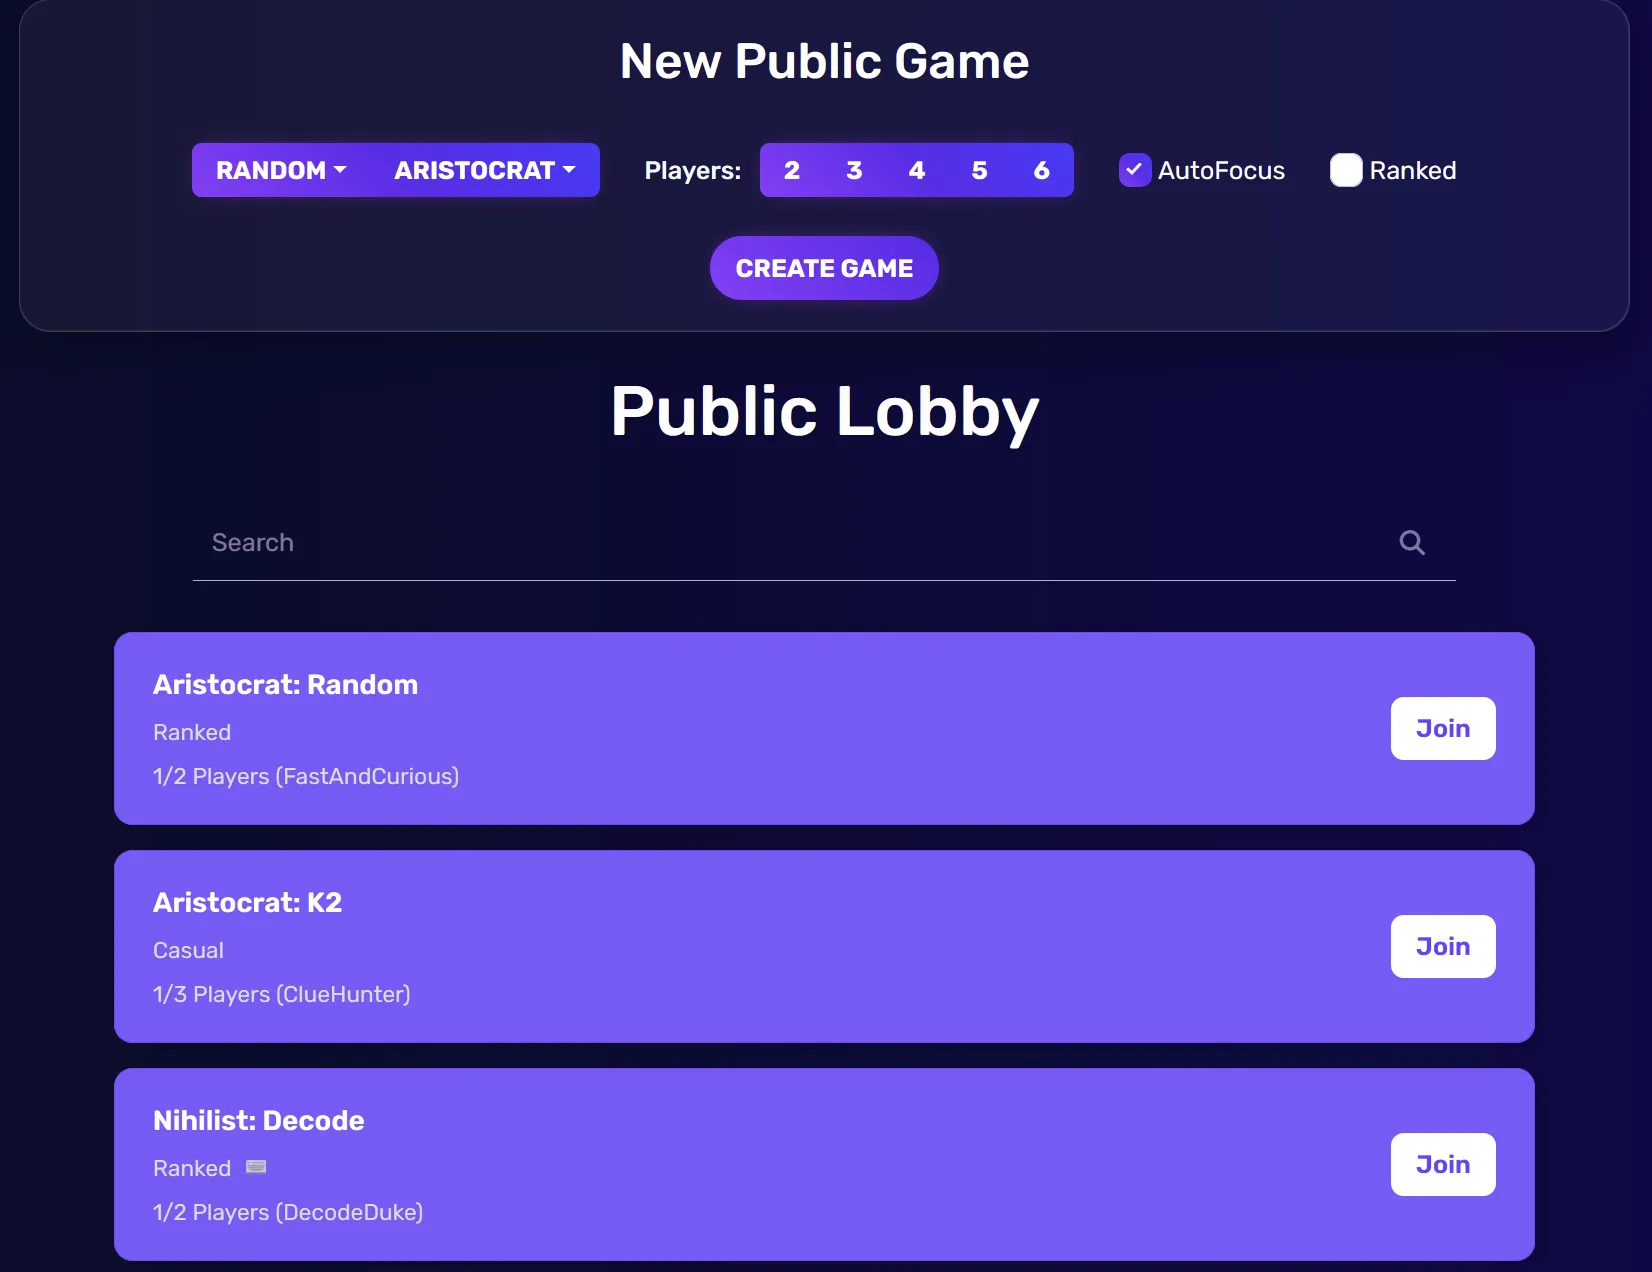 New Public Game
RANDOM ARISTOCRAT Players: 2 3 4 5 6 AutoFocus Ranked
CREATE GAME
Public Lobby
Search
Aristocrat: Random
Ranked
1/2 Players (FastAndCurious)
Join
Aristocrat: K2
Casual
1/3 Players (ClueHunter)
Join
Nihilist: Decode
Ranked
1/2 Players (DecodeDuke)
Join